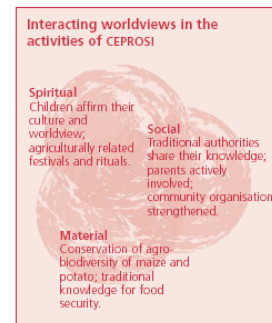 Interacting worldviews in the
activities of CEPROSI
Spiritual
Children affirm their
culture and
worldview;
agriculturally related
festivals and rituals.
Social
Traditional authorities
share their knowledge;
parents actively
involved;
community organisation
strengthened.
Material
Conservation of agro-
biodiversity of maize and
potato; traditional
knowledge for food
security.